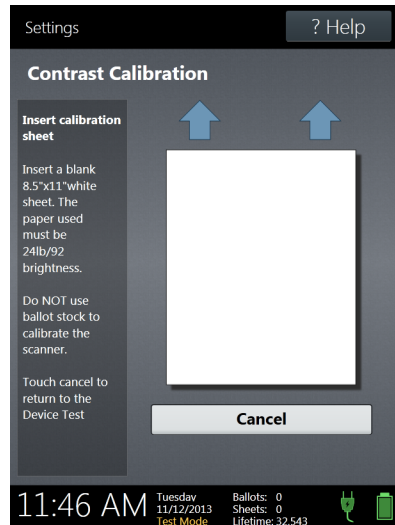 Settings
? Help
Contrast Calibration
Insert calibration
sheet
Insert a blank
8.5"x11"white
sheet. The
paper used
must be
24lb/92
brightness.
Do NOT use
ballot stock to
calibrate the
scanner.
Touch cancel to
return to the
Device Test
Cancel
11:46 AM
Tuesday
11/12/2013
Test Mode
Ballots: 0
Sheets: 0
Lifetime: 32,543